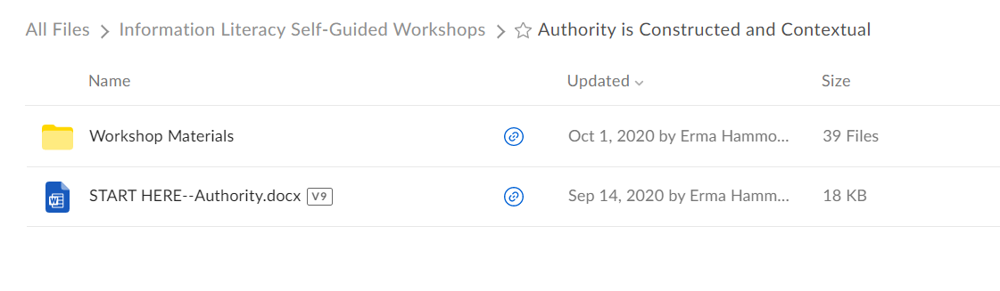 All Files > Information Literacy Self-Guided Workshops > Authority is Constructed and Contextual
Name Updated Size
Workshop Materials Oct 1, 2020 by Erma Hammo... 39 Files
START HERE--Authority.docx V9 Sep 14, 2020 by Erma Hamm... 18 KB